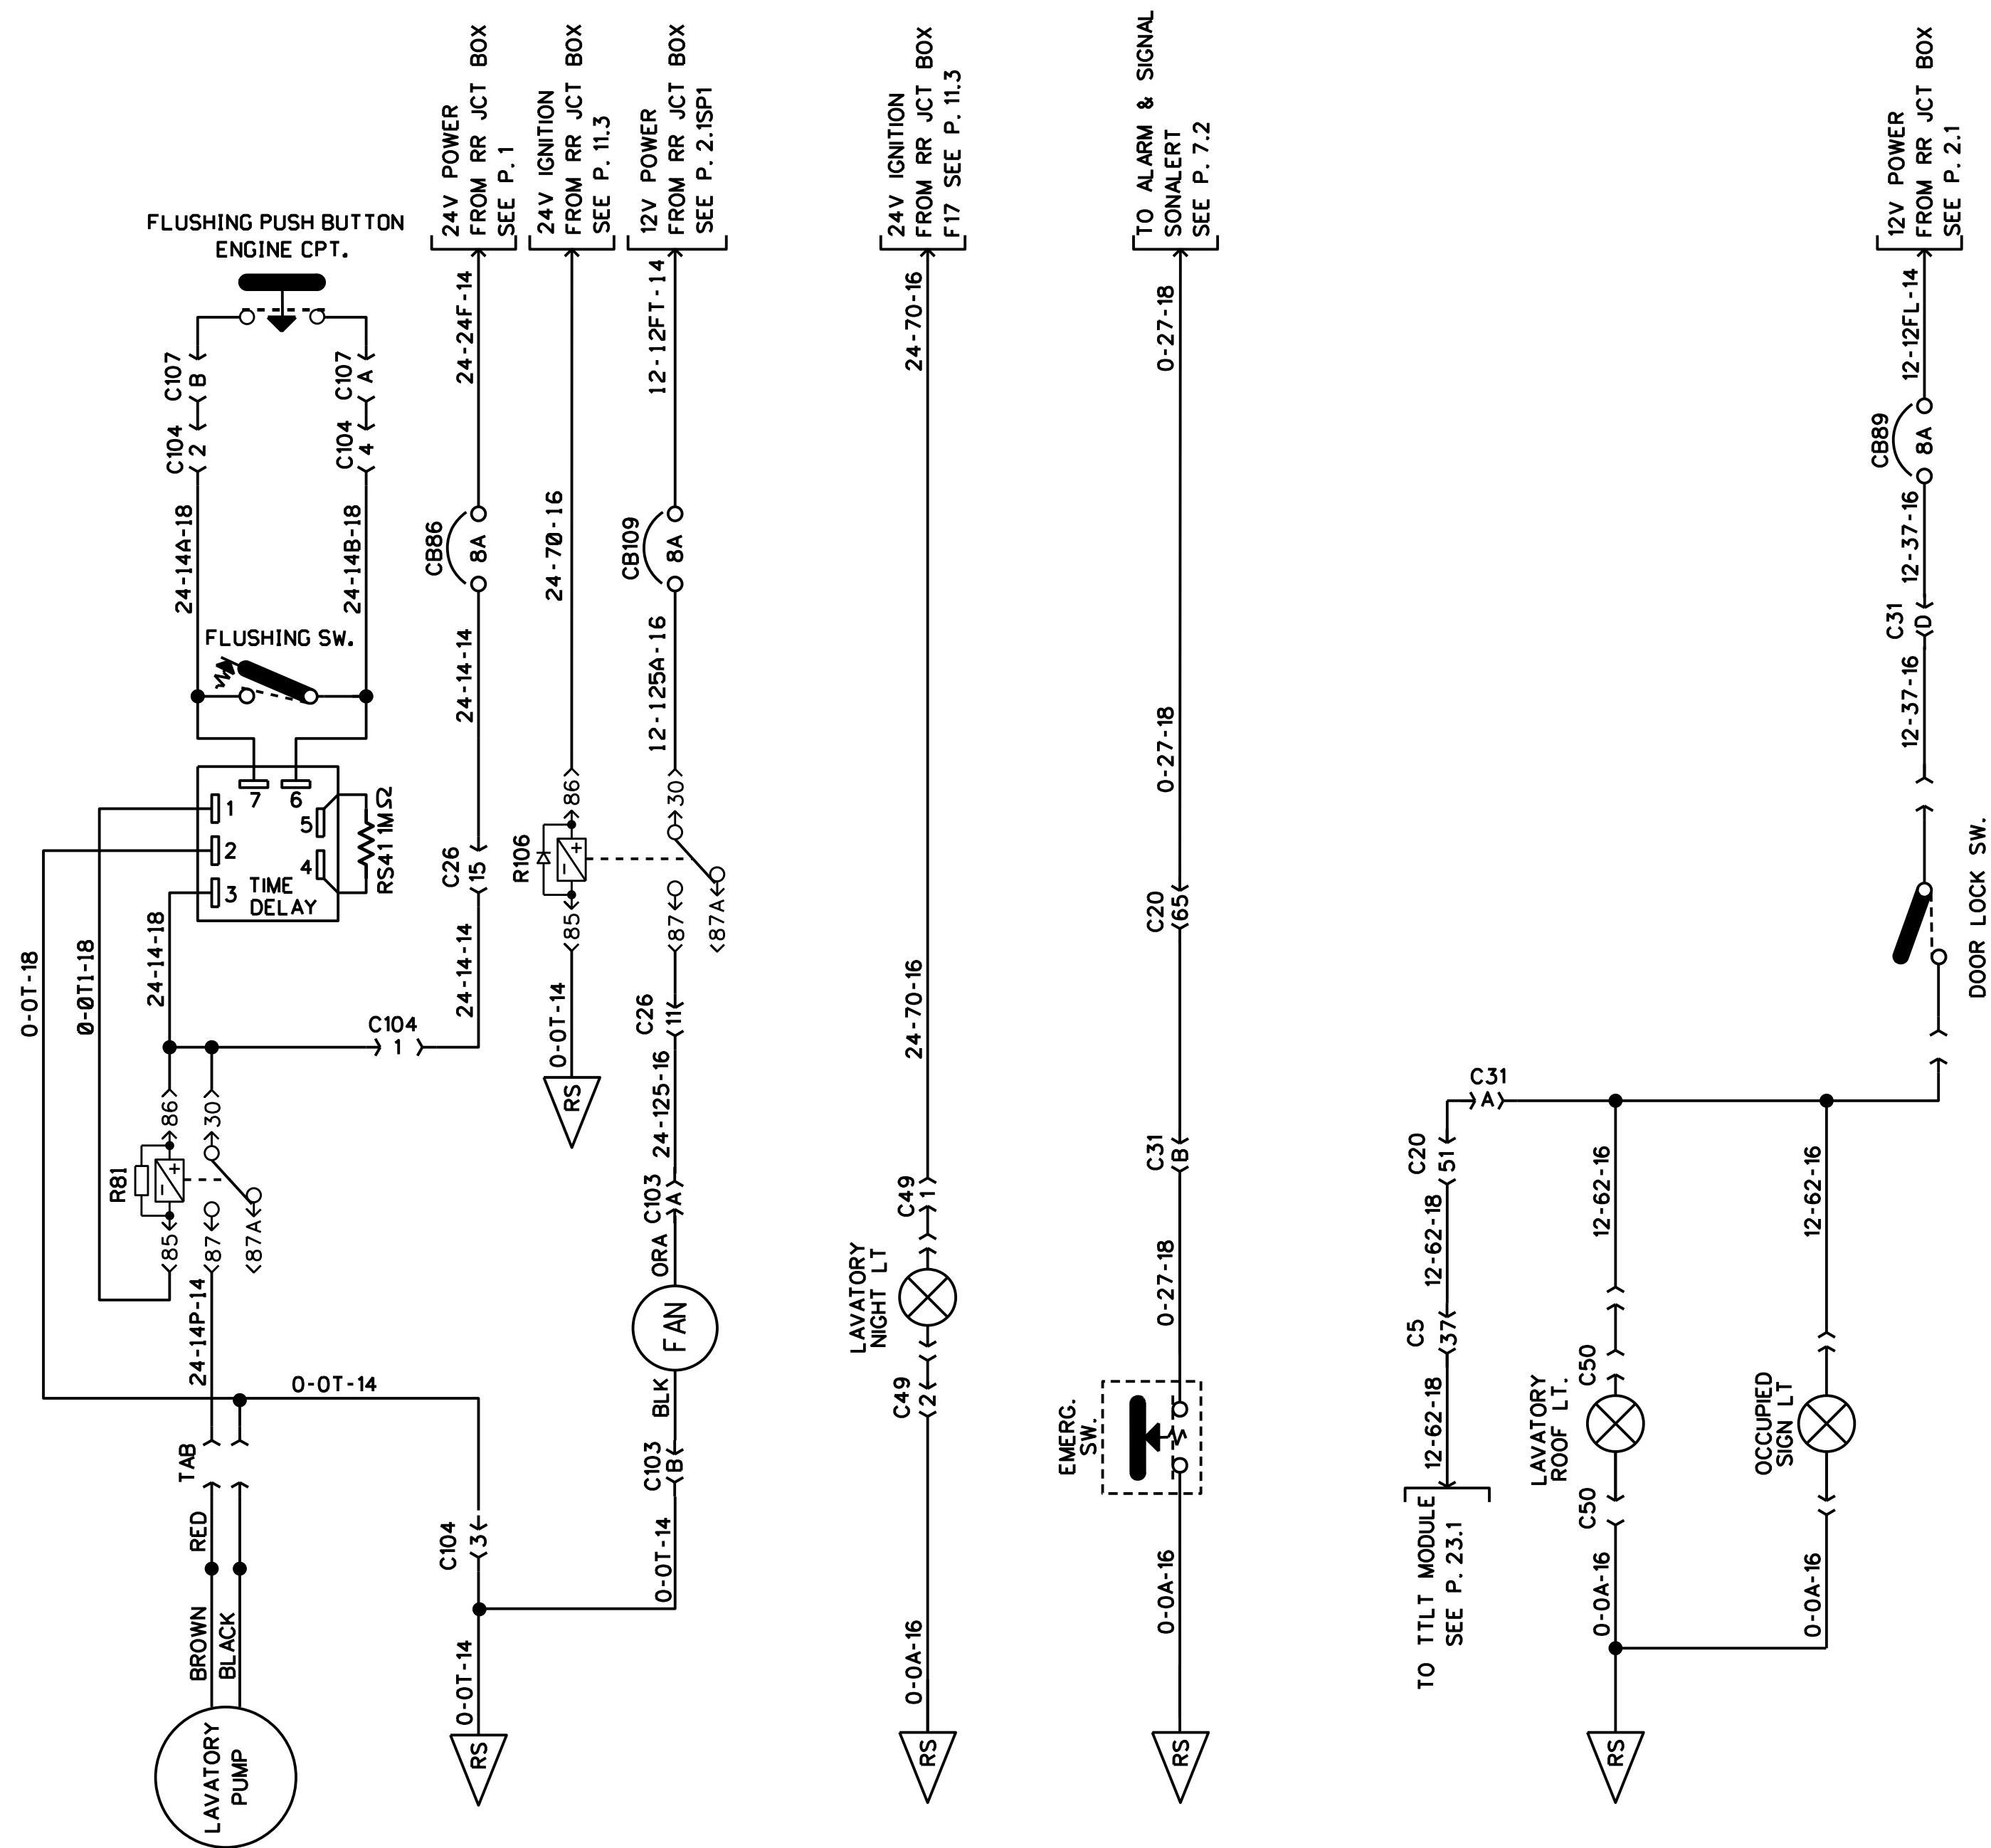 FLUSHING PUSH BUTTON
ENGINE CPT.
C107
B
C107
A
C104
2
C104
4
24-14A-18
24-14B-18
FLUSHING SW.
7
6
1
2
3
5
4
TIME
DELAY
RS41 1MΩ
0-0T-18
0-0T1-18
24-14-18
C104
1
R81
86
30
85
87
87A
24-14P-14
0-0T-14
TAB
RED
BROWN
BLACK
LAVATORY
PUMP
24V POWER
FROM RR JCT BOX
SEE P. 1
24-24F-14
CB86
8A
24-14-14
C26
15
24-14-14
C104
3
0-0T-14
RS
24V IGNITION
FROM RR JCT BOX
SEE P. 11.3
24-70-16
R106
86
85
0-0T-14
RS
12V POWER
FROM RR JCT BOX
SEE P. 2.1SP1
12-12FT-14
CB109
8A
12-125A-16
30
87
87A
C26
11
24-125-16
C103
A
ORA
FAN
BLK
C103
B
0-0T-14
24V IGNITION
FROM RR JCT BOX
F17 SEE P. 11.3
24-70-16
24-70-16
C49
1
LAVATORY
NIGHT LT
C49
2
0-0A-16
RS
TO ALARM & SIGNAL
SONALERT
SEE P. 7.2
0-27-18
0-27-18
C20
65
C31
B
0-27-18
EMERG.
SW.
0-0A-16
RS
12V POWER
FROM RR JCT BOX
SEE P. 2.1
12-12FL-14
CB89
8A
12-37-16
C31
D
12-37-16
DOOR LOCK SW.
C31
A
C20
51
12-62-18
C5
37
12-62-18
TO TTLT MODULE
SEE P. 23.1
12-62-16
C50
LAVATORY
ROOF LT.
C50
0-0A-16
12-62-16
OCCUPIED
SIGN LT
0-0A-16
RS